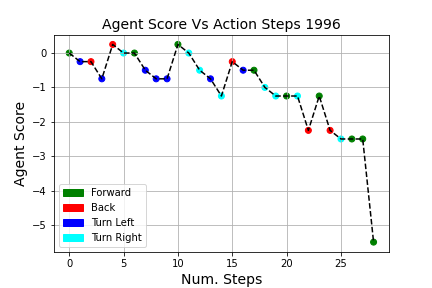 Agent Score Vs Action Steps 1996
Agent Score
0
−1
−2
−3
−4
−5
Forward
Back
Turn Left
Turn Right
0 5 10 15 20 25
Num. Steps